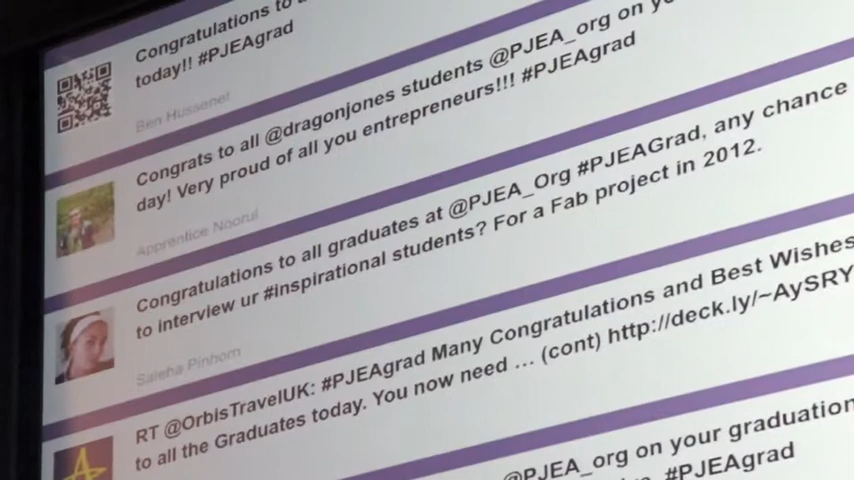 Congratulations to
today!! #PJEAgrad
Ben Hussenet
Congrats to all @dragonjones students @PJEA_org on
day! Very proud of all you entrepreneurs!!! #PJEAgrad
Apprentice Noorul
Congratulations to all graduates at @PJEA_Org #PJEAGrad, any chance
to interview ur #inspirational students? For a Fab project in 2012.
Saleha Pinhorn
RT @OrbisTravelUK: #PJEAgrad Many Congratulations and Best Wishes
to all the Graduates today. You now need ... (cont) http://deck.ly/~AySRY
@PJEA_org on your graduation
#PJEAgrad